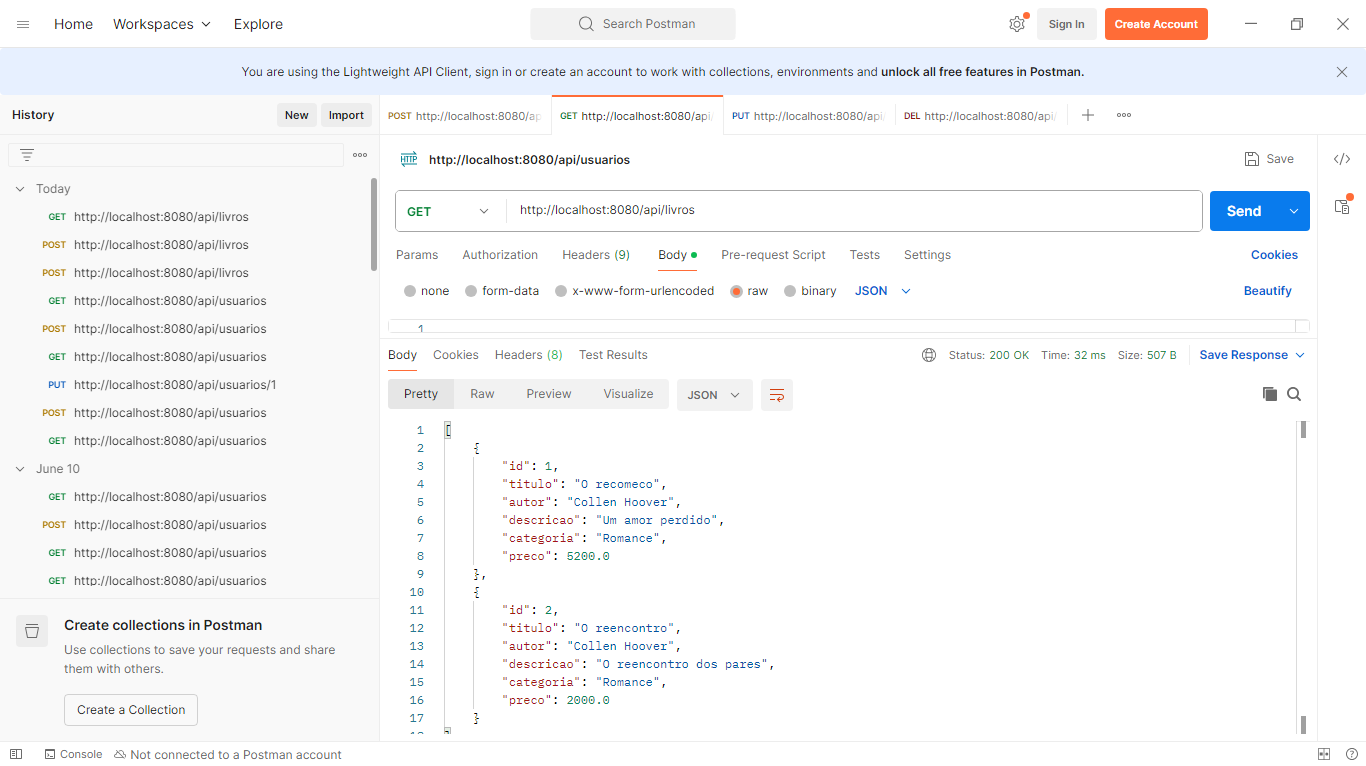 Home Workspaces Explore Search Postman Sign In Create Account
You are using the Lightweight API Client, sign in or create an account to work with collections, environments and unlock all free features in Postman.
History New Import
POST http://localhost:8080/ap GET http://localhost:8080/api/ PUT http://localhost:8080/api/ DEL http://localhost:8080/api/
HTTP http://localhost:8080/api/usuarios Save
Today
GET http://localhost:8080/api/livros
POST http://localhost:8080/api/livros
POST http://localhost:8080/api/livros
GET http://localhost:8080/api/usuarios
POST http://localhost:8080/api/usuarios
GET http://localhost:8080/api/usuarios
PUT http://localhost:8080/api/usuarios/1
POST http://localhost:8080/api/usuarios
GET http://localhost:8080/api/usuarios
June 10
GET http://localhost:8080/api/usuarios
POST http://localhost:8080/api/usuarios
GET http://localhost:8080/api/usuarios
GET http://localhost:8080/api/usuarios
Create collections in Postman
Use collections to save your requests and share
them with others.
Create a Collection
GET http://localhost:8080/api/livros Send
Params Authorization Headers (9) Body Pre-request Script Tests Settings Cookies
none form-data x-www-form-urlencoded raw binary JSON Beautify
1
Body Cookies Headers (8) Test Results Status: 200 OK Time: 32 ms Size: 507 B Save Response
Pretty Raw Preview Visualize JSON
1 [
2 {
3 "id": 1,
4 "titulo": "O recomeco",
5 "autor": "Collen Hoover",
6 "descricao": "Um amor perdido",
7 "categoria": "Romance",
8 "preco": 5200.0
9 },
10 {
11 "id": 2,
12 "titulo": "O reencontro",
13 "autor": "Collen Hoover",
14 "descricao": "O reencontro dos pares",
15 "categoria": "Romance",
16 "preco": 2000.0
17 }
18 ]
Console Not connected to a Postman account